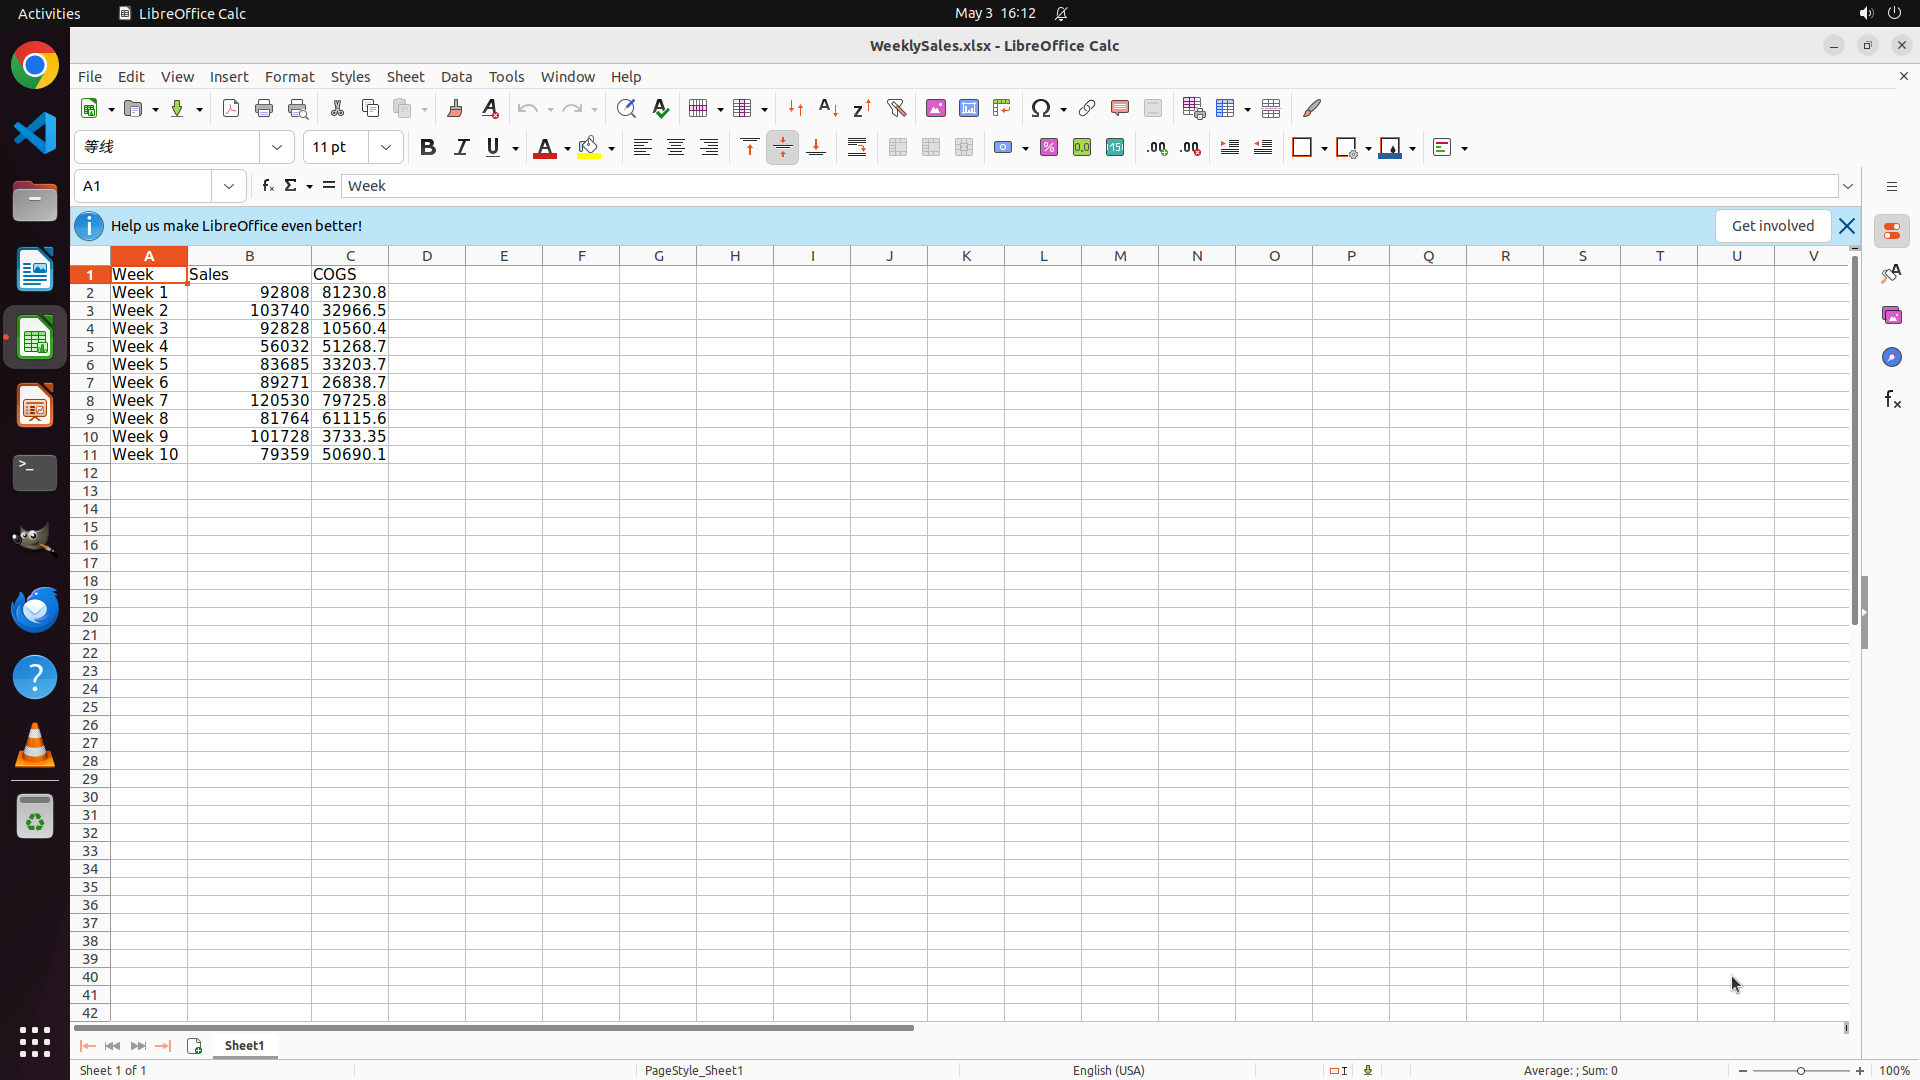 Activities
LibreOffice Calc
May 3 16:12
WeeklySales.xlsx - LibreOffice Calc
File Edit View Insert Format Styles Sheet Data Tools Window Help
等线
11 pt
A1
Week
Help us make LibreOffice even better!
Get involved
A B C D E F G H I J K L M N O P Q R S T U V
1 Week Sales COGS
2 Week 1 92808 81230.8
3 Week 2 103740 32966.5
4 Week 3 92828 10560.4
5 Week 4 56032 51268.7
6 Week 5 83685 33203.7
7 Week 6 89271 26838.7
8 Week 7 120530 79725.8
9 Week 8 81764 61115.6
10 Week 9 101728 3733.35
11 Week 10 79359 50690.1
12
13
14
15
16
17
18
19
20
21
22
23
24
25
26
27
28
29
30
31
32
33
34
35
36
37
38
39
40
41
42
Sheet1
Sheet 1 of 1
PageStyle_Sheet1
English (USA)
Average: ; Sum: 0
100%